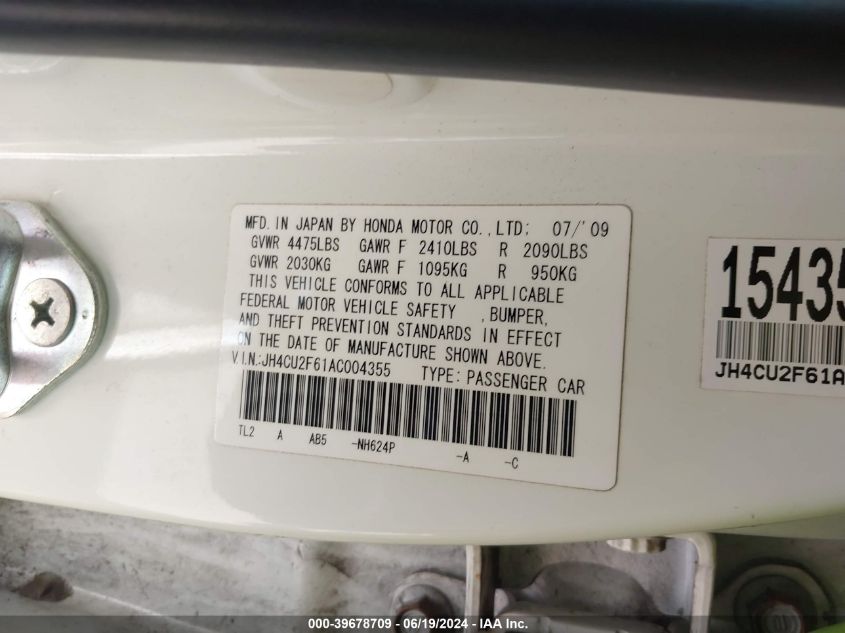 MFD. IN JAPAN BY HONDA MOTOR CO.,LTD; 07/'09
GVWR 4475LBS GAWR F 2410LBS R 2090LBS
GVWR 2030KG GAWR F 1095KG R 950KG
THIS VEHICLE CONFORMS TO ALL APPLICABLE
FEDERAL MOTOR VEHICLE SAFETY ,BUMPER,
AND THEFT PREVENTION STANDARDS IN EFFECT
ON THE DATE OF MANUFACTURE SHOWN ABOVE.
V I.N:JH4CU2F61AC004355 TYPE: PASSENGER CAR
TL2 A AB5 -NH624P -A -C
15435
JH4CU2F61A
000-39678709 - 06/19/2024 - IAA Inc.